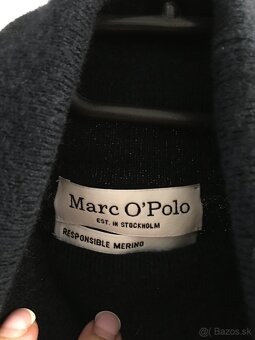 Marc O'Polo
EST. IN STOCKHOLM
RESPONSIBLE MERINO
Bazos.sk